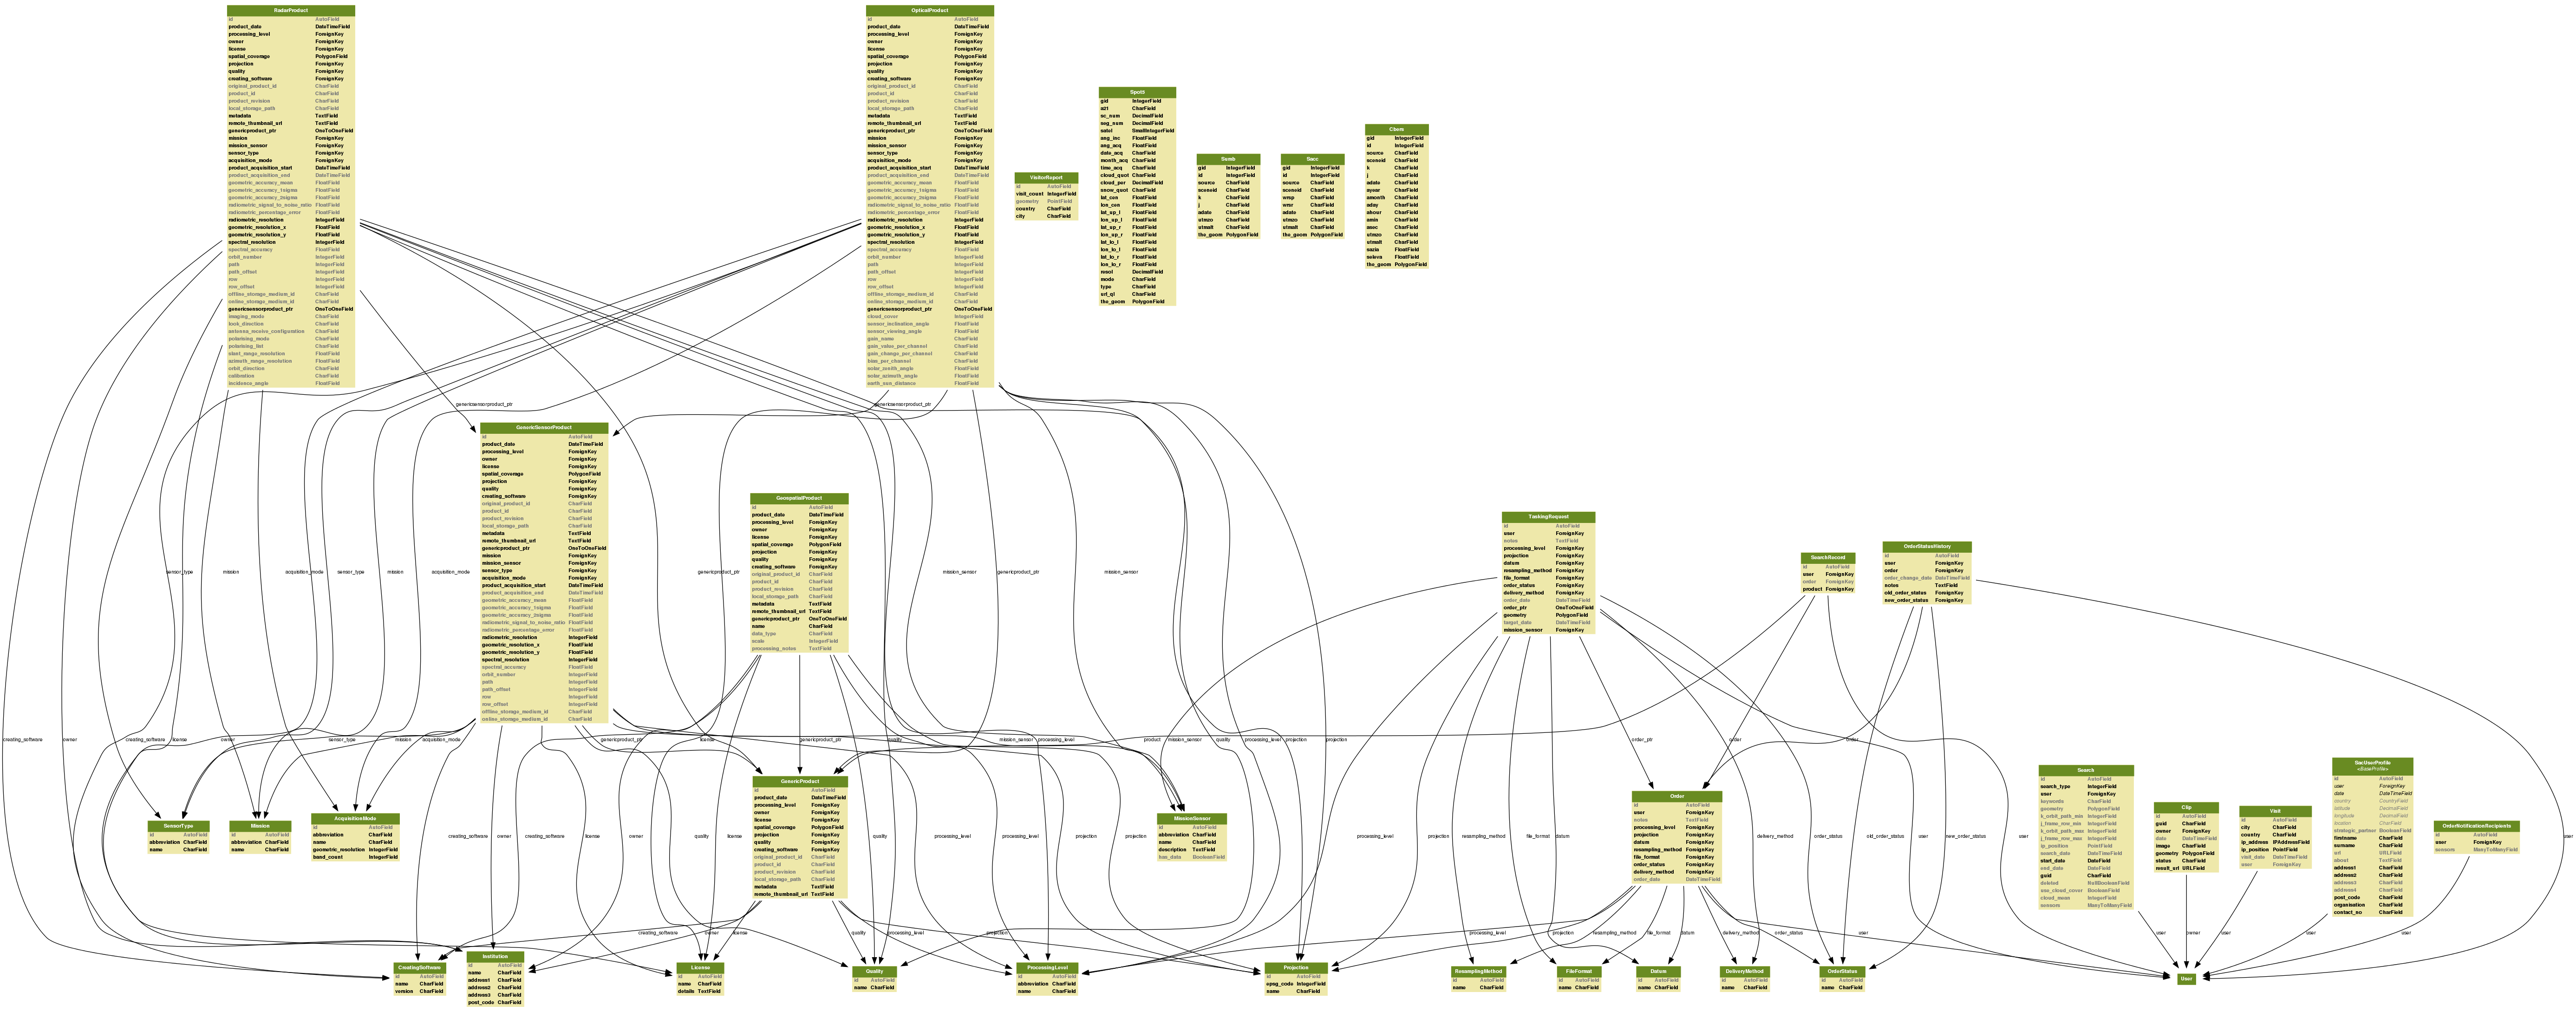 RadarProduct
id AutoField
product_date DateTimeField
processing_level ForeignKey
owner ForeignKey
license ForeignKey
spatial_coverage PolygonField
projection ForeignKey
quality ForeignKey
creating_software ForeignKey
original_product_id CharField
product_id CharField
product_revision CharField
local_storage_path CharField
metadata TextField
remote_thumbnail_url TextField
genericproduct_ptr OneToOneField
mission ForeignKey
mission_sensor ForeignKey
sensor_type ForeignKey
acquisition_mode ForeignKey
product_acquisition_start DateTimeField
product_acquisition_end DateTimeField
geometric_accuracy_mean FloatField
geometric_accuracy_1sigma FloatField
geometric_accuracy_2sigma FloatField
radiometric_signal_to_noise_ratio FloatField
radiometric_percentage_error FloatField
radiometric_resolution IntegerField
geometric_resolution_x FloatField
geometric_resolution_y FloatField
spectral_resolution IntegerField
spectral_accuracy FloatField
orbit_number IntegerField
path IntegerField
path_offset IntegerField
row IntegerField
row_offset IntegerField
offline_storage_medium_id CharField
online_storage_medium_id CharField
genericsensorproduct_ptr OneToOneField
imaging_mode CharField
look_direction CharField
antenna_receive_configuration CharField
polarising_mode CharField
polarising_list CharField
slant_range_resolution FloatField
azimuth_range_resolution FloatField
orbit_direction CharField
calibration CharField
incidence_angle FloatField
OpticalProduct
id AutoField
product_date DateTimeField
processing_level ForeignKey
owner ForeignKey
license ForeignKey
spatial_coverage PolygonField
projection ForeignKey
quality ForeignKey
creating_software ForeignKey
original_product_id CharField
product_id CharField
product_revision CharField
local_storage_path CharField
metadata TextField
remote_thumbnail_url TextField
genericproduct_ptr OneToOneField
mission ForeignKey
mission_sensor ForeignKey
sensor_type ForeignKey
acquisition_mode ForeignKey
product_acquisition_start DateTimeField
product_acquisition_end DateTimeField
geometric_accuracy_mean FloatField
geometric_accuracy_1sigma FloatField
geometric_accuracy_2sigma FloatField
radiometric_signal_to_noise_ratio FloatField
radiometric_percentage_error FloatField
radiometric_resolution IntegerField
geometric_resolution_x FloatField
geometric_resolution_y FloatField
spectral_resolution IntegerField
spectral_accuracy FloatField
orbit_number IntegerField
path IntegerField
path_offset IntegerField
row IntegerField
row_offset IntegerField
offline_storage_medium_id CharField
online_storage_medium_id CharField
genericsensorproduct_ptr OneToOneField
cloud_cover IntegerField
sensor_inclination_angle FloatField
sensor_viewing_angle FloatField
gain_name CharField
gain_value_per_channel CharField
gain_change_per_channel CharField
bias_per_channel CharField
solar_zenith_angle FloatField
solar_azimuth_angle FloatField
earth_sun_distance FloatField
VisitorReport
id AutoField
visit_count IntegerField
geometry PointField
country CharField
city CharField
Spot5
gid IntegerField
a21 CharField
sc_num DecimalField
seg_num DecimalField
satel SmallIntegerField
ang_inc FloatField
ang_acq FloatField
date_acq CharField
month_acq CharField
time_acq CharField
cloud_quot CharField
cloud_per DecimalField
snow_quot CharField
lat_cen FloatField
lon_cen FloatField
lat_up_l FloatField
lon_up_l FloatField
lat_up_r FloatField
lon_up_r FloatField
lat_lo_l FloatField
lon_lo_l FloatField
lat_lo_r FloatField
lon_lo_r FloatField
resol DecimalField
mode CharField
type CharField
url_ql CharField
the_geom PolygonField
Sumb
gid IntegerField
id IntegerField
source CharField
sceneid CharField
k CharField
j CharField
adate CharField
utmzo CharField
utmalt CharField
the_geom PolygonField
Sacc
gid IntegerField
id IntegerField
source CharField
sceneid CharField
wrsp CharField
wrsr CharField
adate CharField
utmzo CharField
utmalt CharField
the_geom PolygonField
Cbers
gid IntegerField
id IntegerField
source CharField
sceneid CharField
k CharField
j CharField
adate CharField
ayear CharField
amonth CharField
aday CharField
ahour CharField
amin CharField
asec CharField
utmzo CharField
utmalt CharField
sazia FloatField
seleva FloatField
the_geom PolygonField
genericsensorproduct_ptr
genericsensorproduct_ptr
GenericSensorProduct
id AutoField
product_date DateTimeField
processing_level ForeignKey
owner ForeignKey
license ForeignKey
spatial_coverage PolygonField
projection ForeignKey
quality ForeignKey
creating_software ForeignKey
original_product_id CharField
product_id CharField
product_revision CharField
local_storage_path CharField
metadata TextField
remote_thumbnail_url TextField
genericproduct_ptr OneToOneField
mission ForeignKey
mission_sensor ForeignKey
sensor_type ForeignKey
acquisition_mode ForeignKey
product_acquisition_start DateTimeField
product_acquisition_end DateTimeField
geometric_accuracy_mean FloatField
geometric_accuracy_1sigma FloatField
geometric_accuracy_2sigma FloatField
radiometric_signal_to_noise_ratio FloatField
radiometric_percentage_error FloatField
radiometric_resolution IntegerField
geometric_resolution_x FloatField
geometric_resolution_y FloatField
spectral_resolution IntegerField
spectral_accuracy FloatField
orbit_number IntegerField
path IntegerField
path_offset IntegerField
row IntegerField
row_offset IntegerField
offline_storage_medium_id CharField
online_storage_medium_id CharField
GeospatialProduct
id AutoField
product_date DateTimeField
processing_level ForeignKey
owner ForeignKey
license ForeignKey
spatial_coverage PolygonField
projection ForeignKey
quality ForeignKey
creating_software ForeignKey
original_product_id CharField
product_id CharField
product_revision CharField
local_storage_path CharField
metadata TextField
remote_thumbnail_url TextField
genericproduct_ptr OneToOneField
name CharField
data_type CharField
scale IntegerField
processing_notes TextField
TaskingRequest
id AutoField
user ForeignKey
notes TextField
processing_level ForeignKey
projection ForeignKey
datum ForeignKey
resampling_method ForeignKey
file_format ForeignKey
order_status ForeignKey
delivery_method ForeignKey
order_date DateTimeField
order_ptr OneToOneField
geometry PolygonField
target_date DateTimeField
mission_sensor ForeignKey
SearchRecord
id AutoField
user ForeignKey
order ForeignKey
product ForeignKey
OrderStatusHistory
id AutoField
user ForeignKey
order ForeignKey
order_change_date DateTimeField
notes TextField
old_order_status ForeignKey
new_order_status ForeignKey
sensor_type
mission
acquisition_mode
sensor_type
mission
acquisition_mode
genericproduct_ptr
mission_sensor
genericproduct_ptr
mission_sensor
creating_software
owner
creating_software
license
owner
sensor_type
mission
acquisition_mode
genericproduct_ptr
license
genericproduct_ptr
quality
mission_sensor
processing_level
product
mission_sensor
quality
processing_level
projection
projection
order_ptr
order
order
user
user
GenericProduct
id AutoField
product_date DateTimeField
processing_level ForeignKey
owner ForeignKey
license ForeignKey
spatial_coverage PolygonField
projection ForeignKey
quality ForeignKey
creating_software ForeignKey
original_product_id CharField
product_id CharField
product_revision CharField
local_storage_path CharField
metadata TextField
remote_thumbnail_url TextField
SensorType
id AutoField
abbreviation CharField
name CharField
Mission
id AutoField
abbreviation CharField
name CharField
AcquisitionMode
id AutoField
abbreviation CharField
name CharField
geometric_resolution IntegerField
band_count IntegerField
MissionSensor
id AutoField
abbreviation CharField
name CharField
description TextField
has_data BooleanField
Order
id AutoField
user ForeignKey
notes TextField
processing_level ForeignKey
projection ForeignKey
datum ForeignKey
resampling_method ForeignKey
file_format ForeignKey
order_status ForeignKey
delivery_method ForeignKey
order_date DateTimeField
Search
id AutoField
search_type IntegerField
user ForeignKey
keywords CharField
geometry PolygonField
k_orbit_path_min IntegerField
j_frame_row_min IntegerField
k_orbit_path_max IntegerField
j_frame_row_max IntegerField
ip_position PointField
search_date DateTimeField
start_date DateField
end_date DateField
guid CharField
deleted NullBooleanField
use_cloud_cover BooleanField
cloud_mean IntegerField
sensors ManyToManyField
Clip
id AutoField
guid CharField
owner ForeignKey
date DateTimeField
image CharField
geometry PolygonField
status CharField
result_url URLField
Visit
id AutoField
city CharField
country CharField
ip_address IPAddressField
ip_position PointField
visit_date DateTimeField
user ForeignKey
SacUserProfile
«BaseProfile»
id AutoField
user ForeignKey
date DateTimeField
country CountryField
latitude DecimalField
longitude DecimalField
location CharField
strategic_partner BooleanField
firstname CharField
surname CharField
url URLField
about TextField
address1 CharField
address2 CharField
address3 CharField
address4 CharField
post_code CharField
organisation CharField
contact_no CharField
OrderNotificationRecipients
id AutoField
user ForeignKey
sensors ManyToManyField
creating_software
owner
creating_software
license
owner
quality
license
quality
processing_level
processing_level
projection
projection
processing_level
projection
resampling_method
file_format
datum
delivery_method
order_status
old_order_status
new_order_status
user
user
creating_software
owner
license
quality
processing_level
projection
processing_level
projection
resampling_method
file_format
datum
delivery_method
order_status
user
user
owner
user
user
user
CreatingSoftware
id AutoField
name CharField
version CharField
Institution
id AutoField
name CharField
address1 CharField
address2 CharField
address3 CharField
post_code CharField
License
id AutoField
name CharField
details TextField
Quality
id AutoField
name CharField
ProcessingLevel
id AutoField
abbreviation CharField
name CharField
Projection
id AutoField
epsg_code IntegerField
name CharField
ResamplingMethod
id AutoField
name CharField
FileFormat
id AutoField
name CharField
Datum
id AutoField
name CharField
DeliveryMethod
id AutoField
name CharField
OrderStatus
id AutoField
name CharField
User